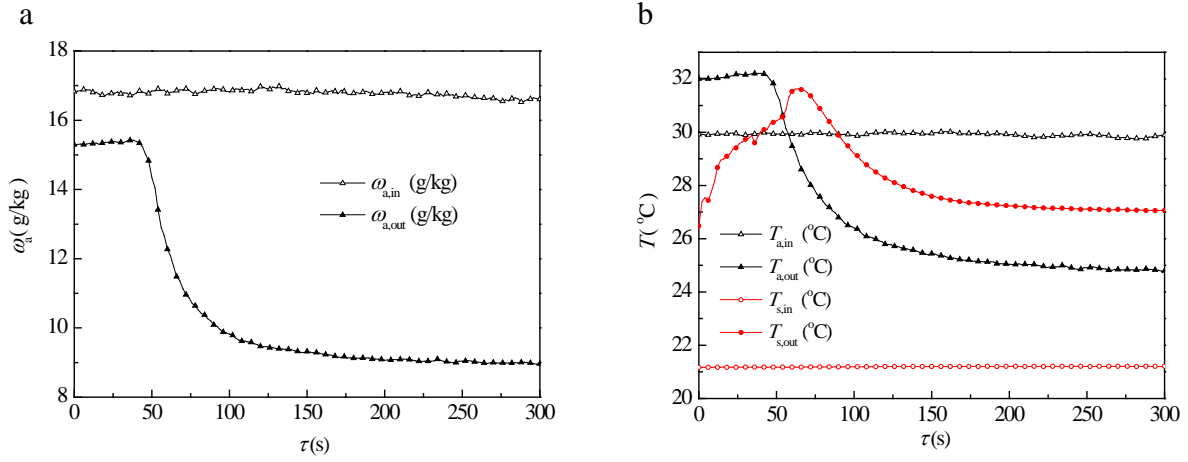 a
18
16
14
12
10
8
ωa( g/kg)
ωa,in (g/kg)
ωa,out (g/kg)
0 50 100 150 200 250 300
τ(s)
b
32
30
28
26
24
22
20
T(°C)
Ta,in (°C)
Ta,out (°C)
Ts,in (°C)
Ts,out (°C)
0 50 100 150 200 250 300
τ(s)